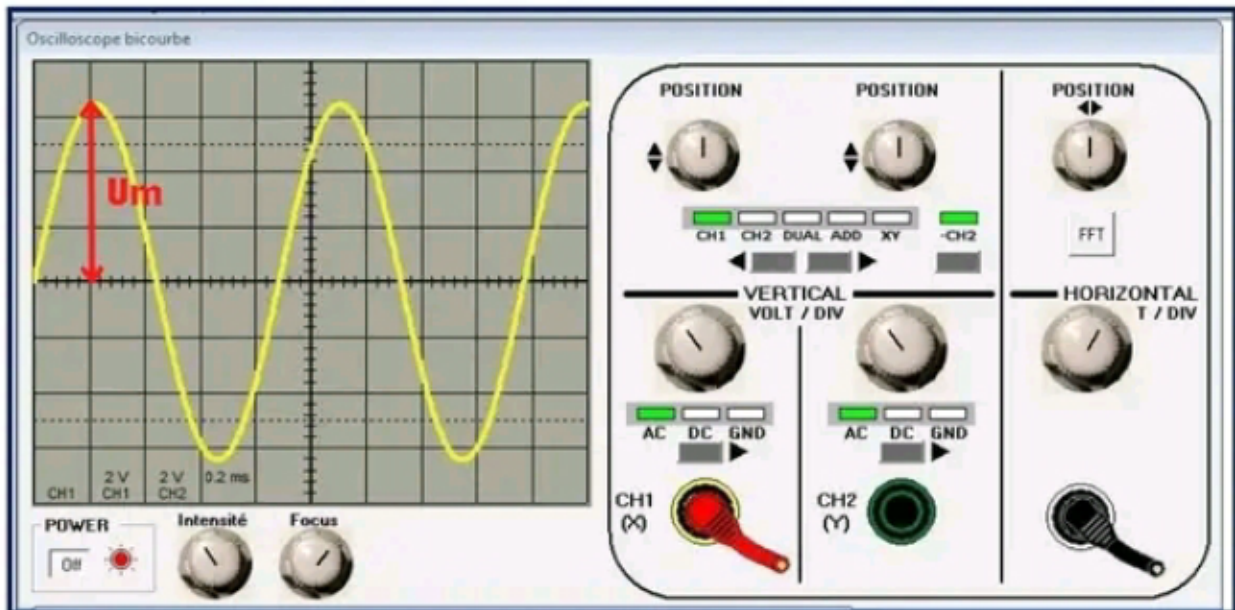 Oscilloscope bicourbe
Um
2 V 2 V 0.2 ms
CH1 CH1 CH2
POWER
Off
Intensité Focus
POSITION POSITION POSITION
CH1 CH2 DUAL ADD XY -CH2
FFT
VERTICAL HORIZONTAL
VOLT / DIV T / DIV
AC DC GND AC DC GND
CH1 CH2
(X) (Y)